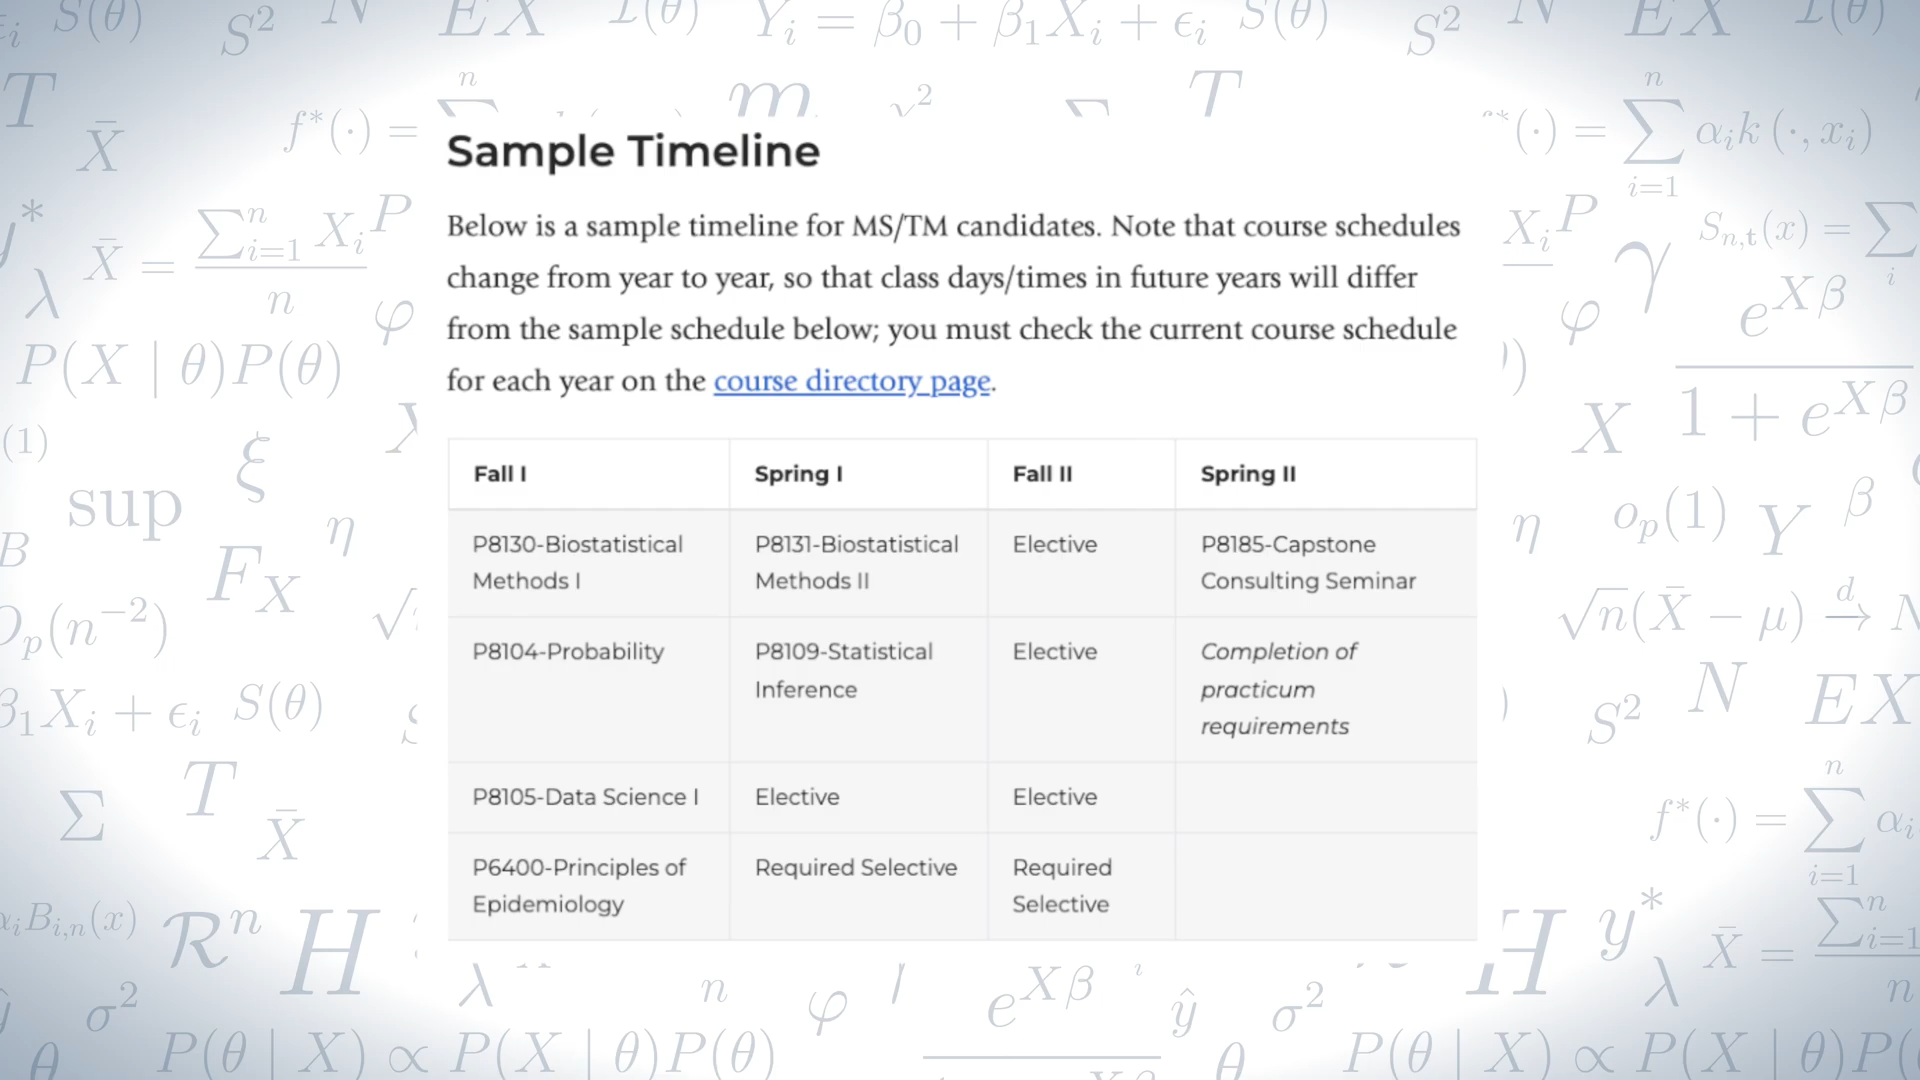 Sample Timeline
Below is a sample timeline for MS/TM candidates. Note that course schedules
change from year to year, so that class days/times in future years will differ
from the sample schedule below; you must check the current course schedule
for each year on the course directory page.
Fall I Spring I Fall II Spring II
P8130-Biostatistical
Methods I
P8131-Biostatistical
Methods II
Elective
P8185-Capstone
Consulting Seminar
P8104-Probability
P8109-Statistical
Inference
Elective
Completion of
practicum
requirements
P8105-Data Science I
Elective
Elective
P6400-Principles of
Epidemiology
Required Selective
Required
Selective